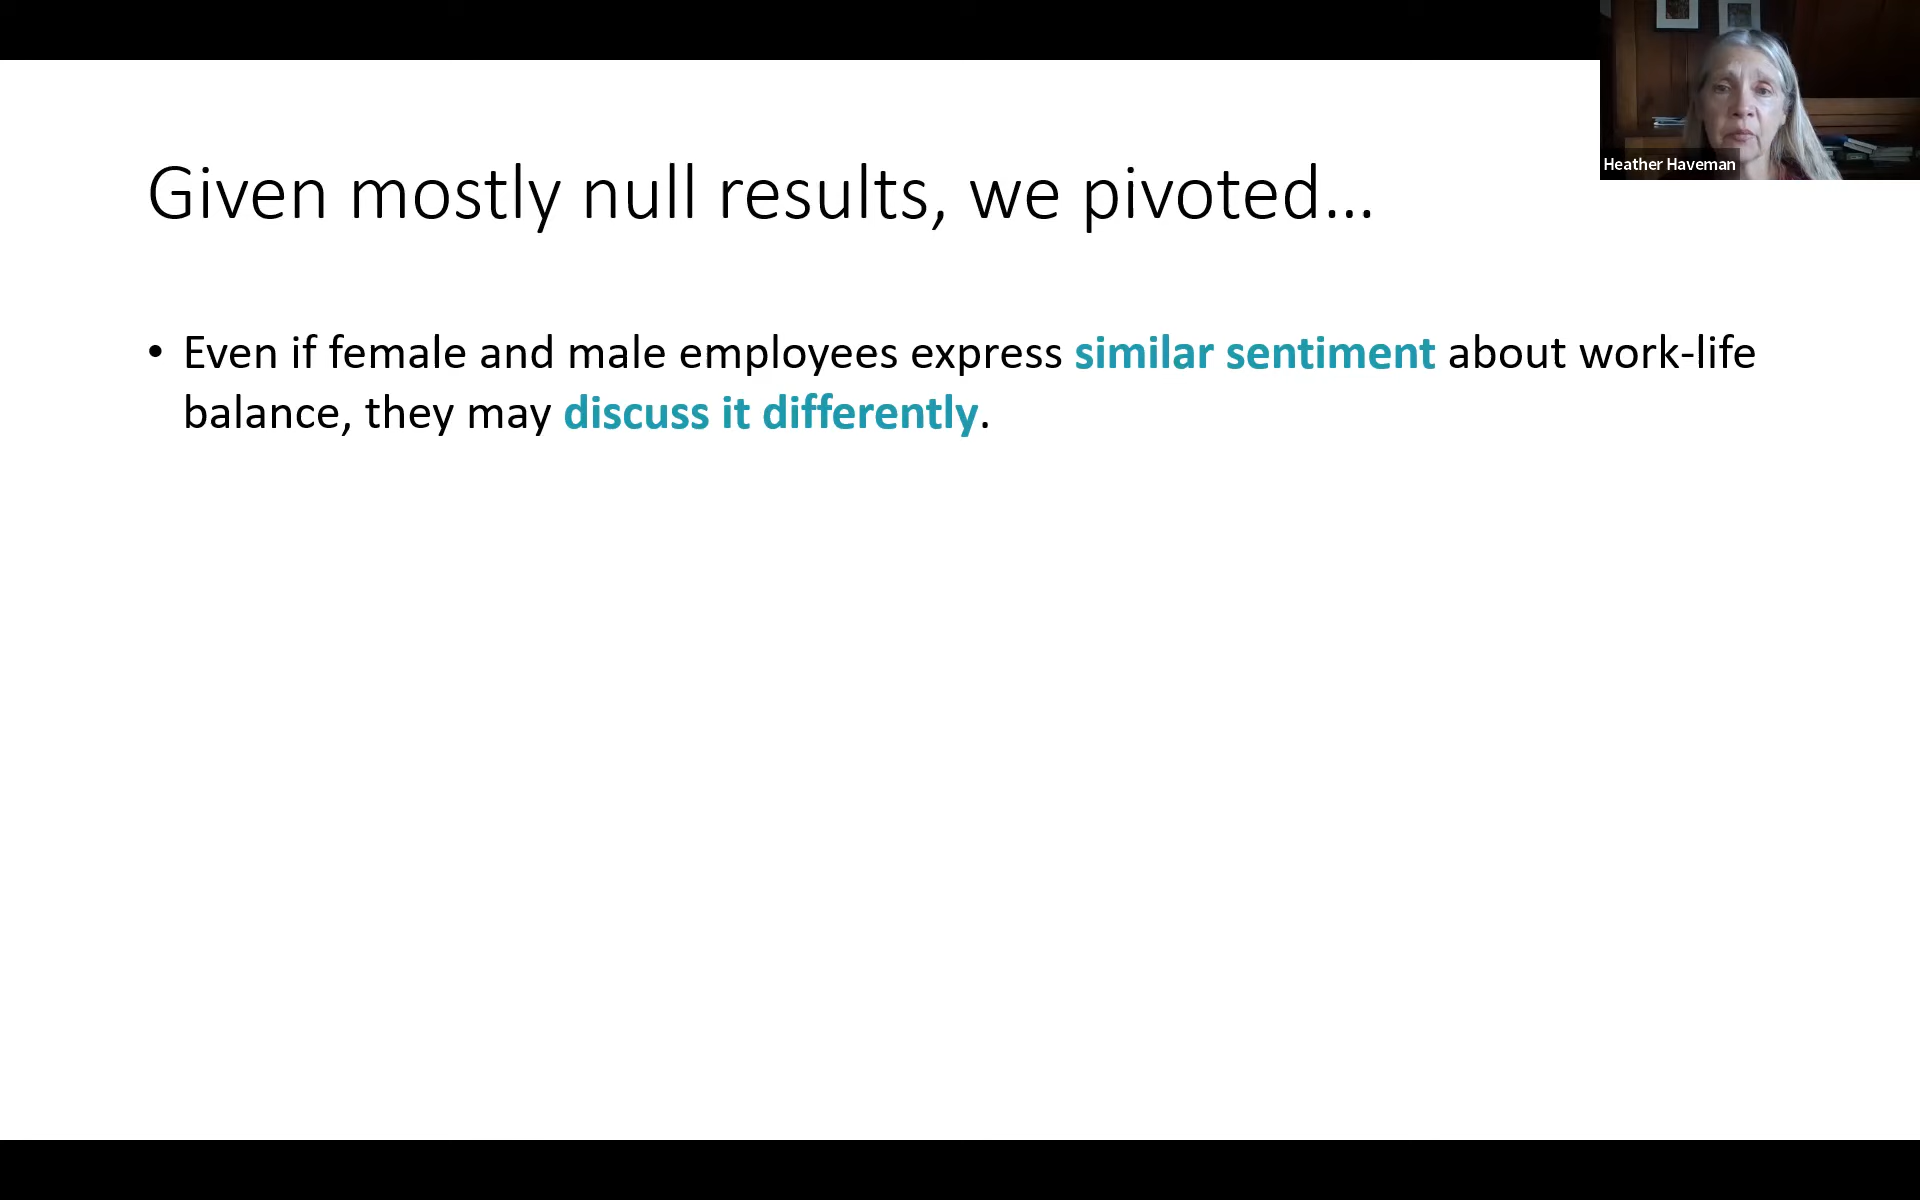 Heather Haveman
Given mostly null results, we pivoted...
• Even if female and male employees express similar sentiment about work-life
balance, they may discuss it differently.